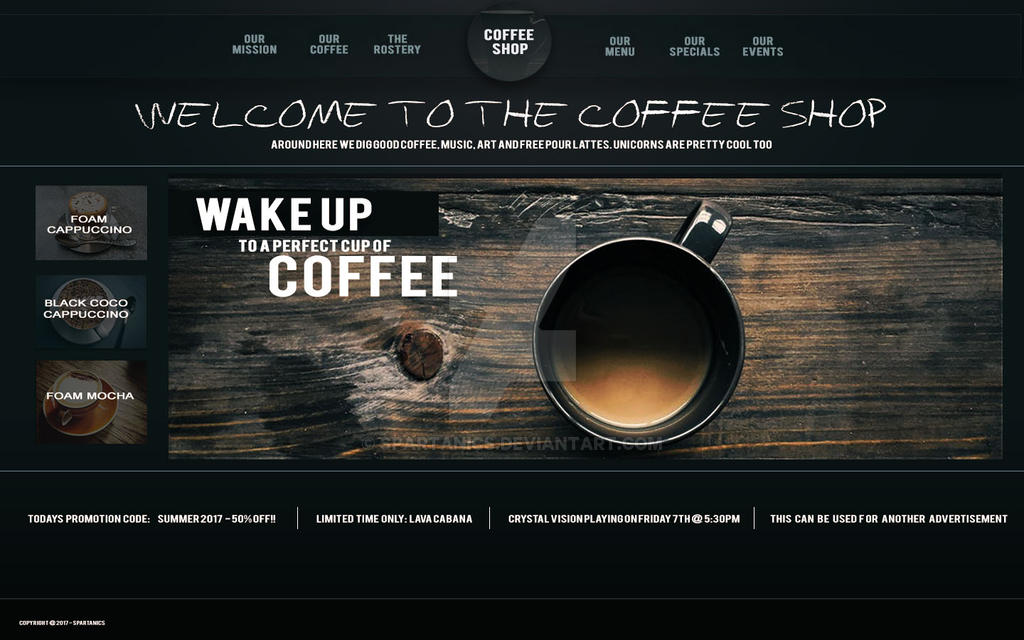 OUR MISSION
OUR COFFEE
THE ROSTERY
COFFEE SHOP
OUR MENU
OUR SPECIALS
OUR EVENTS
WELCOME TO THE COFFEE SHOP
AROUND HERE WE DIG GOOD COFFEE, MUSIC, ART AND FREE POUR LATTES. UNICORNS ARE PRETTY COOL TOO
FOAM
CAPPUCCINO
BLACK COCO
CAPPUCCINO
FOAM MOCHA
WAKE UP
TO A PERFECT CUP OF
COFFEE
© SPARTANICS.DEVIANTART.COM
TODAYS PROMOTION CODE: SUMMER 2017 - 50% OFF!!
LIMITED TIME ONLY: LAVA CABANA
CRYSTAL VISION PLAYING ON FRIDAY 7TH @ 5:30PM
THIS CAN BE USED FOR ANOTHER ADVERTISEMENT
COPYRIGHT @ 2017 - SPARTANICS